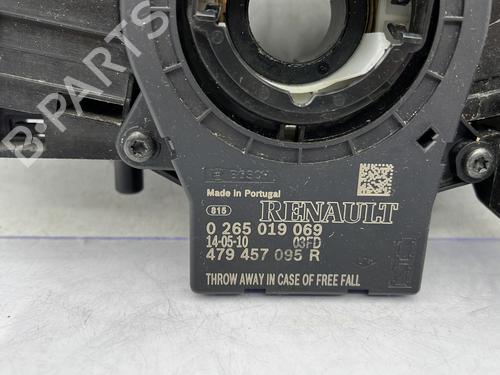 B-PARTS
BOSCH
Made in Portugal
815 RENAULT
0 265 019 069
14-05-10 03FD
479 457 095 R
THROW AWAY IN CASE OF FREE FALL